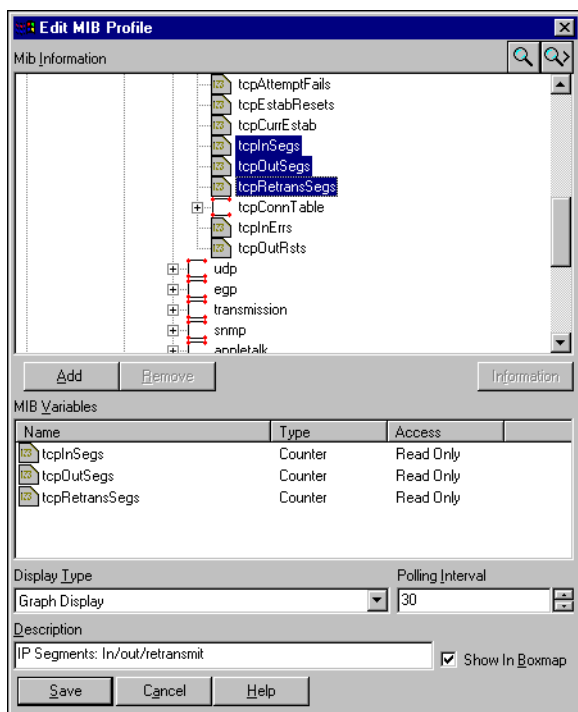 Edit MIB Profile
Mib Information
tcpAttemptFails
tcpEstabResets
tcpCurrEstab
tcpInSegs
tcpOutSegs
tcpRetransSegs
tcpConnTable
tcpInErrs
tcpOutRsts
udp
egp
transmission
snmp
appletalk
Add Remove Information
MIB Variables
Name Type Access
tcpInSegs Counter Read Only
tcpOutSegs Counter Read Only
tcpRetransSegs Counter Read Only
Display Type Polling Interval
Graph Display 30
Description
IP Segments: In/out/retransmit Show In Boxmap
Save Cancel Help